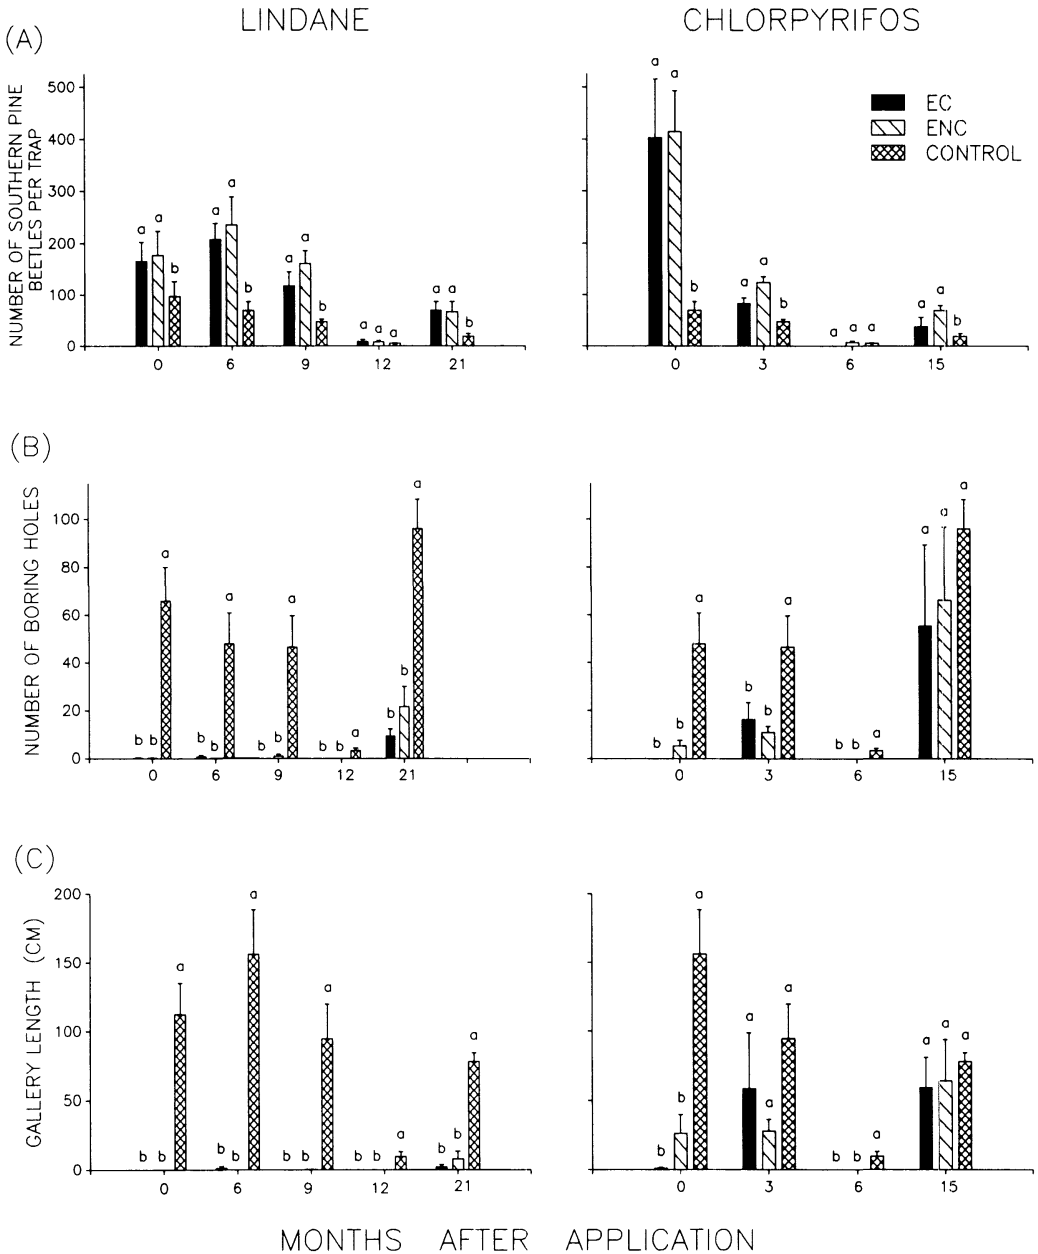 LINDANE
CHLORPYRIFOS
(A)
NUMBER OF SOUTHERN PINE
BEETLES PER TRAP
500
400
300
200
100
0
a a b
a a b
a a b
a a a
a a b
0 6 9 12 21
a a b
b a b
a a a
a a b
0 3 6 15
EC
ENC
CONTROL
(B)
NUMBER OF BORING HOLES
100
80
60
40
20
0
b b a
b b a
b b a
b b a
b b a
0 6 9 12 21
b b a
b b a
b b a
a a a
0 3 6 15
(C)
GALLERY LENGTH (CM)
200
150
100
50
0
b b a
b b a
b b a
b b a
b b a
0 6 9 12 21
b b a
a a a
b b a
a a a
0 3 6 15
MONTHS AFTER APPLICATION